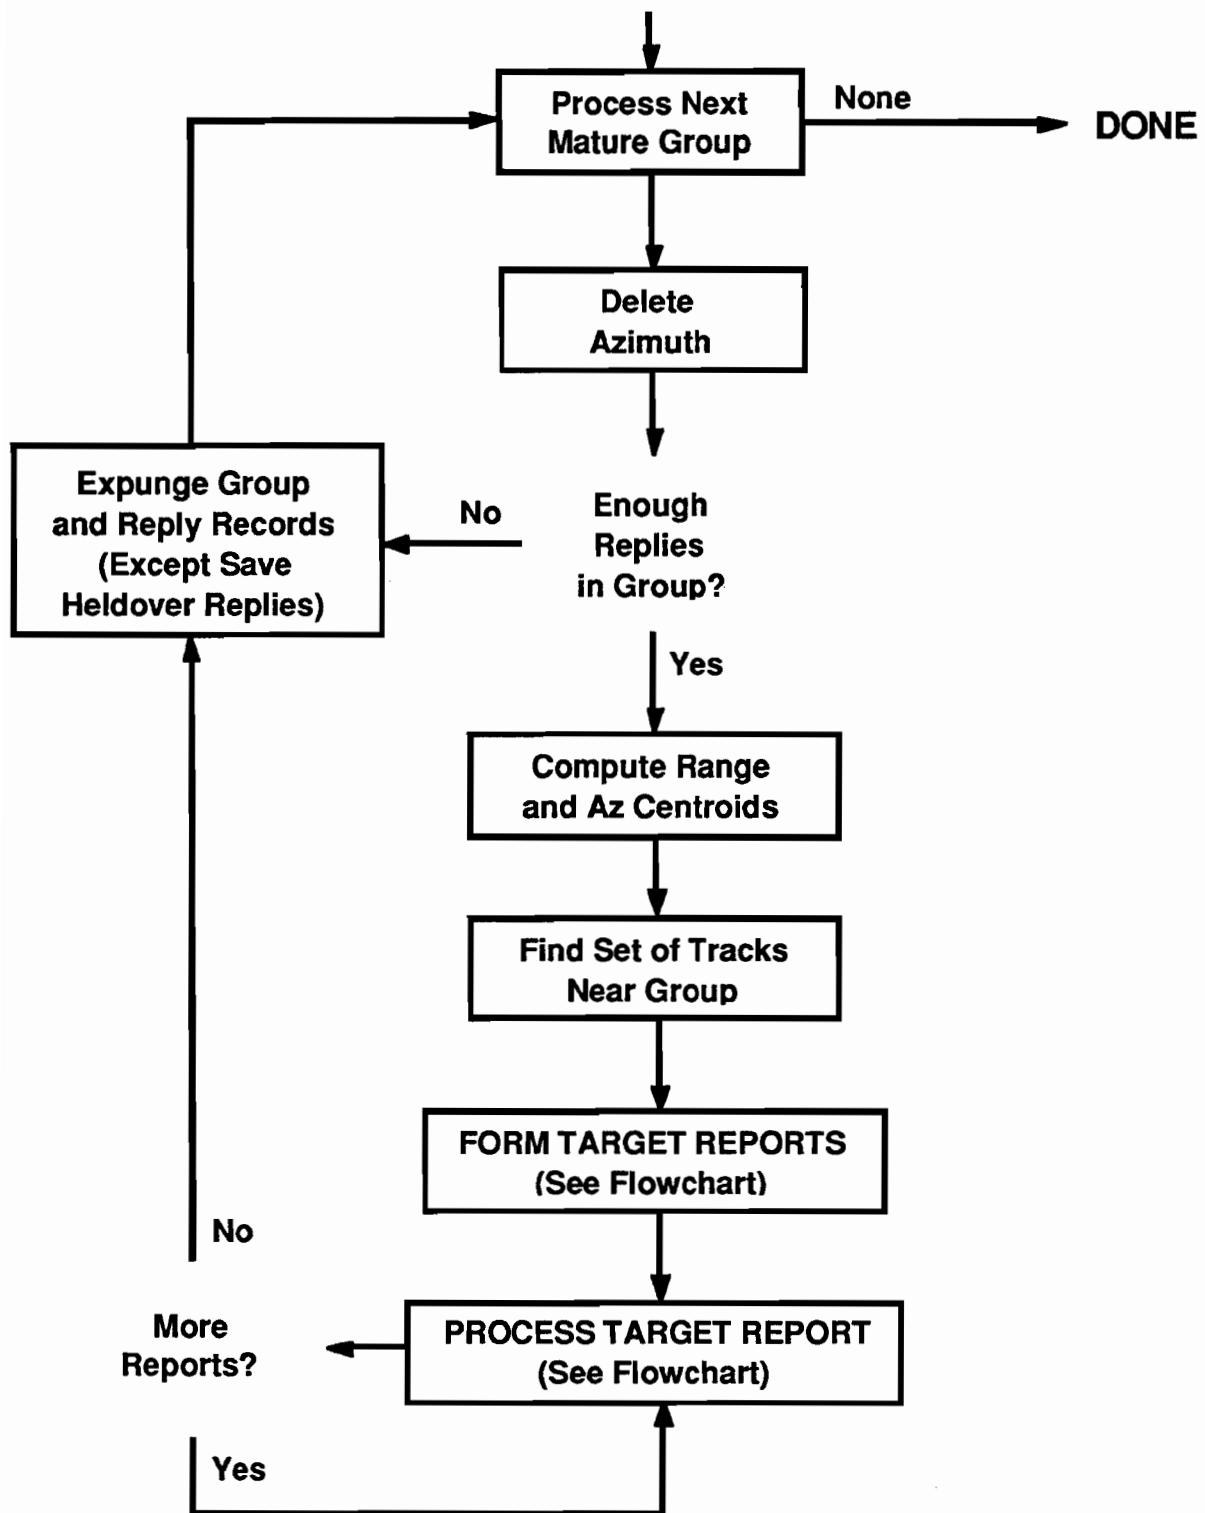 Process Next
Mature Group
None
DONE
Delete
Azimuth
Expunge Group
and Reply Records
(Except Save
Heldover Replies)
No
Enough
Replies
in Group?
Yes
Compute Range
and Az Centroids
Find Set of Tracks
Near Group
FORM TARGET REPORTS
(See Flowchart)
No
More
Reports?
PROCESS TARGET REPORT
(See Flowchart)
Yes